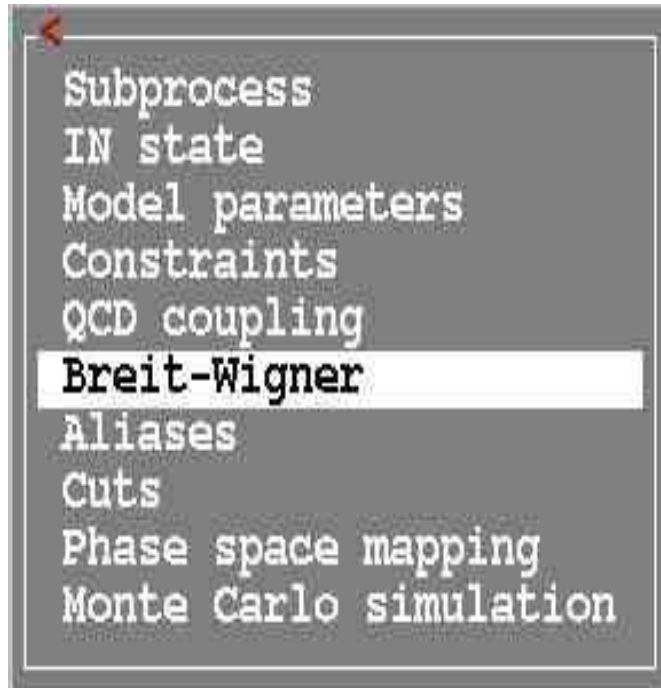 <
Subprocess
IN state
Model parameters
Constraints
QCD coupling
Breit-Wigner
Aliases
Cuts
Phase space mapping
Monte Carlo simulation